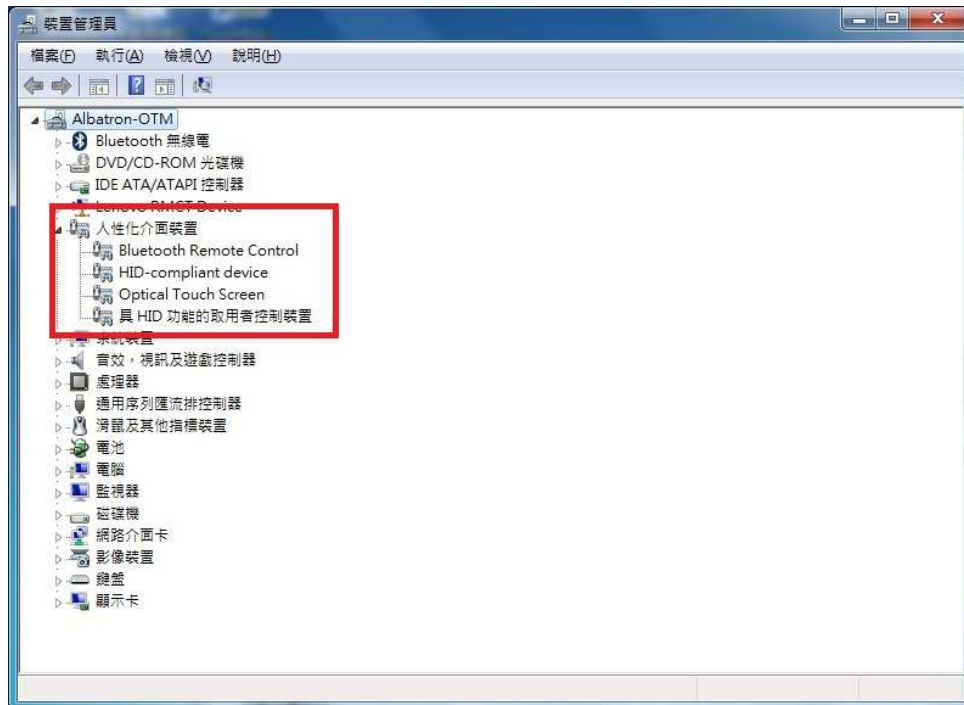 裝置管理員
檔案(F) 執行(A) 檢視(V) 說明(H)
Albatron-OTM
Bluetooth 無線電
DVD/CD-ROM 光碟機
IDE ATA/ATAPI 控制器
Lenovo RMCT Device
人性化介面裝置
Bluetooth Remote Control
HID-compliant device
Optical Touch Screen
具 HID 功能的取用者控制裝置
系統裝置
音效，視訊及遊戲控制器
處理器
通用序列匯流排控制器
滑鼠及其他指標裝置
電池
電腦
監視器
磁碟機
網路介面卡
影像裝置
鍵盤
顯示卡